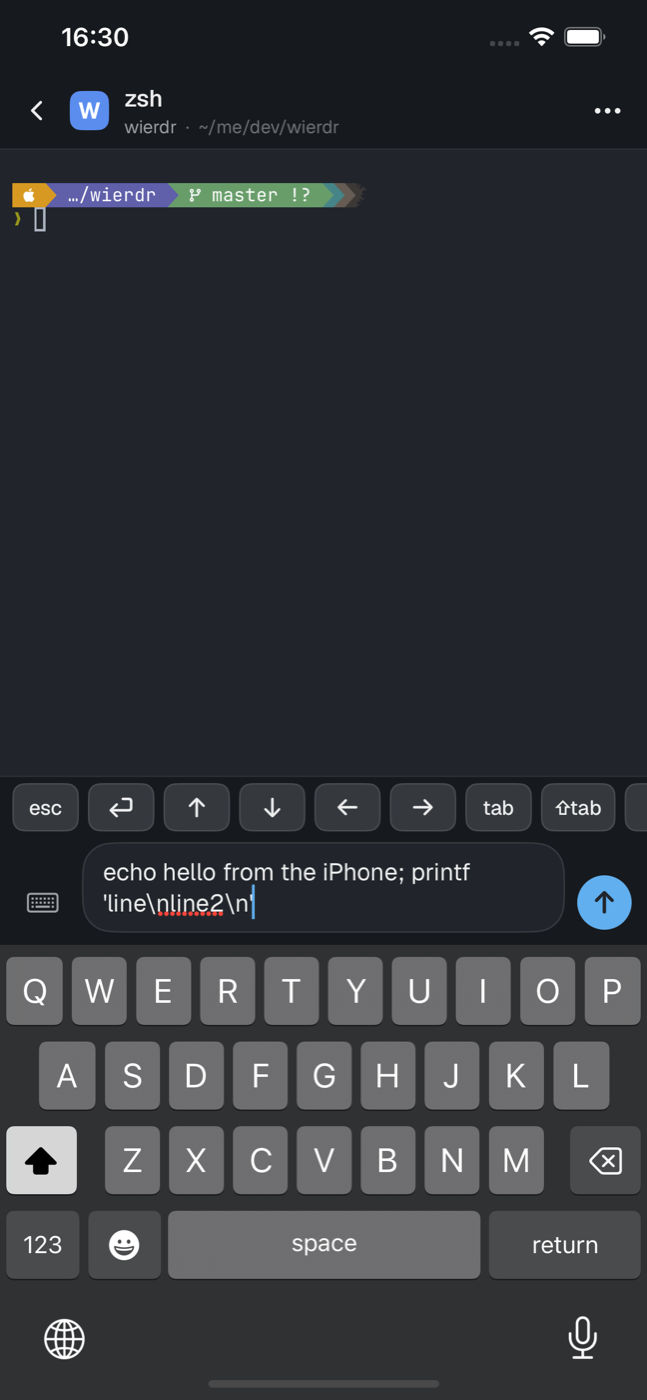 16:30
W
zsh
wierdr · ~/me/dev/wierdr
…/wierdr master !?
❯
esc ↑ ↓ ← → tab ⇧tab
echo hello from the iPhone; printf
'line\nline2\n'
Q W E R T Y U I O P
A S D F G H J K L
Z X C V B N M
123 space return